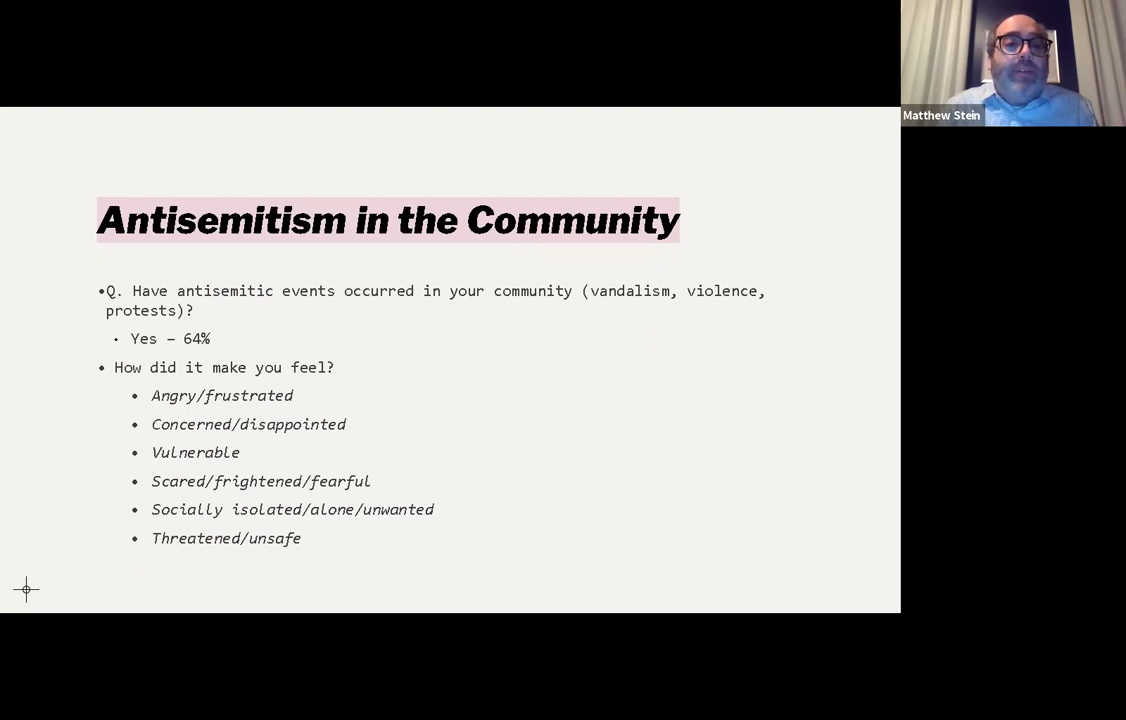 Matthew Stein
Antisemitism in the Community
•Q. Have antisemitic events occurred in your community (vandalism, violence,
protests)?
• Yes – 64%
• How did it make you feel?
• Angry/frustrated
• Concerned/disappointed
• Vulnerable
• Scared/frightened/fearful
• Socially isolated/alone/unwanted
• Threatened/unsafe